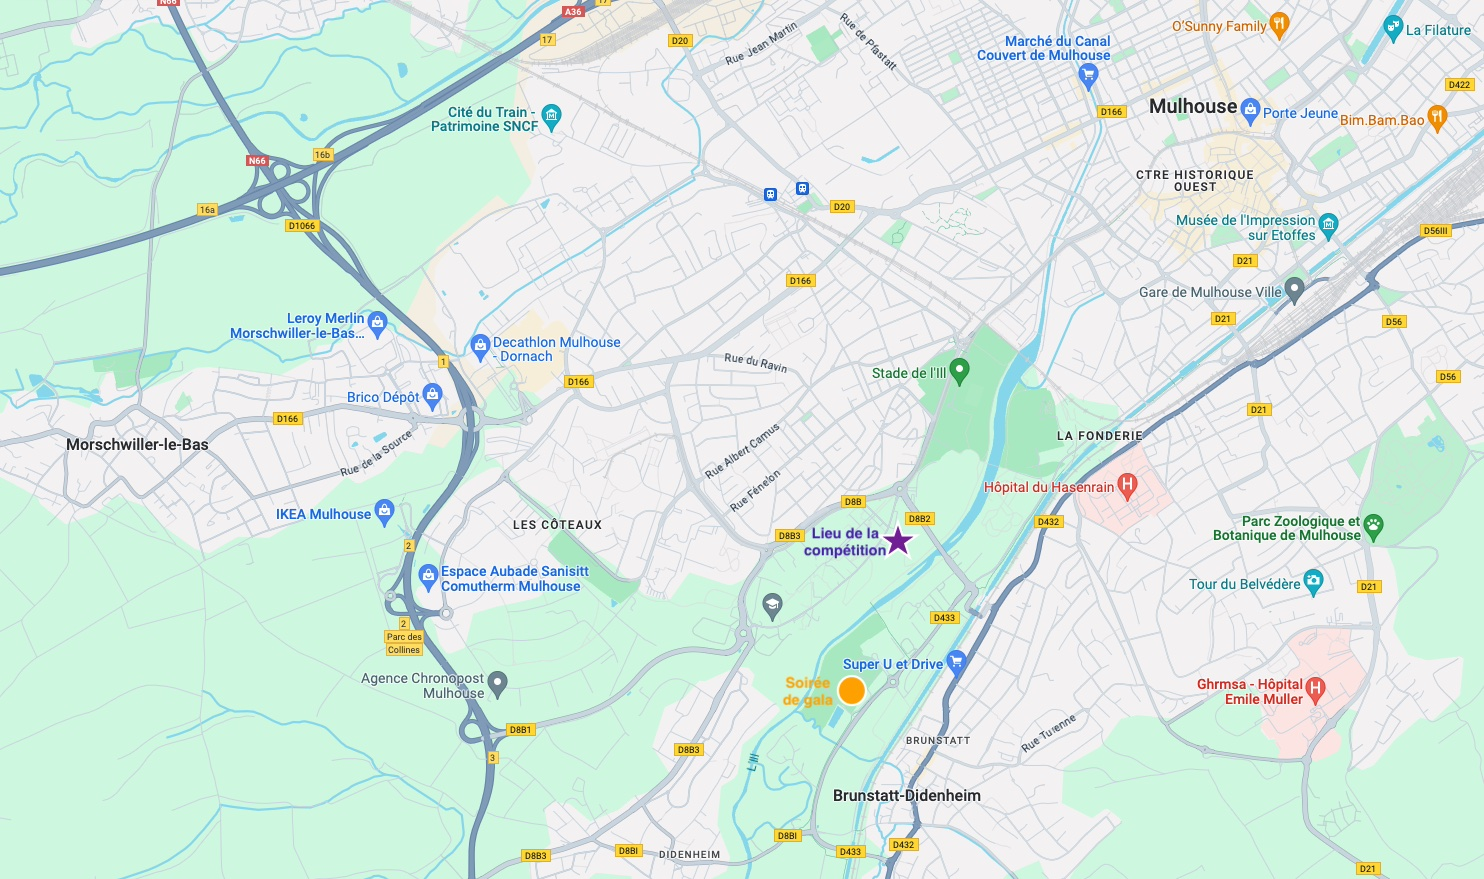 N66
A36
17
17
D20
Rue Jean Martin
Rue de Pfastatt
O'Sunny Family
La Filature
Marché du Canal
Couvert de Mulhouse
D422
Cité du Train -
Patrimoine SNCF
D166
Mulhouse
Porte Jeune
Bim.Bam.Bao
N66
16b
CTRE HISTORIQUE
OUEST
16a
D20
D1066
Musée de l'Impression
sur Etoffes
D56III
D21
D166
Gare de Mulhouse Ville
Leroy Merlin
Morschwiller-le-Bas...
D21
D56
Decathlon Mulhouse
- Dornach
1
Rue du Ravin
Stade de l'Ill
D166
D56
Brico Dépôt
D166
D21
Morschwiller-le-Bas
Rue de la Source
Rue Albert Camus
LA FONDERIE
Rue Fénelon
Hôpital du Hasenrain
IKEA Mulhouse
LES CÔTEAUX
D8B
D8B2
D432
Parc Zoologique et
Botanique de Mulhouse
D8B3
Lieu de la
compétition
2
Espace Aubade Sanisitt
Comutherm Mulhouse
Tour du Belvédère
D21
2
Parc des
Collines
D433
Super U et Drive
Agence Chronopost
Mulhouse
Soirée
de gala
Ghrmsa - Hôpital
Emile Muller
D8B1
D8B3
BRUNSTATT
Rue Turenne
3
L'Ill
Brunstatt-Didenheim
D8BI
D8B3
D8BI
DIDENHEIM
D433
D432
D21